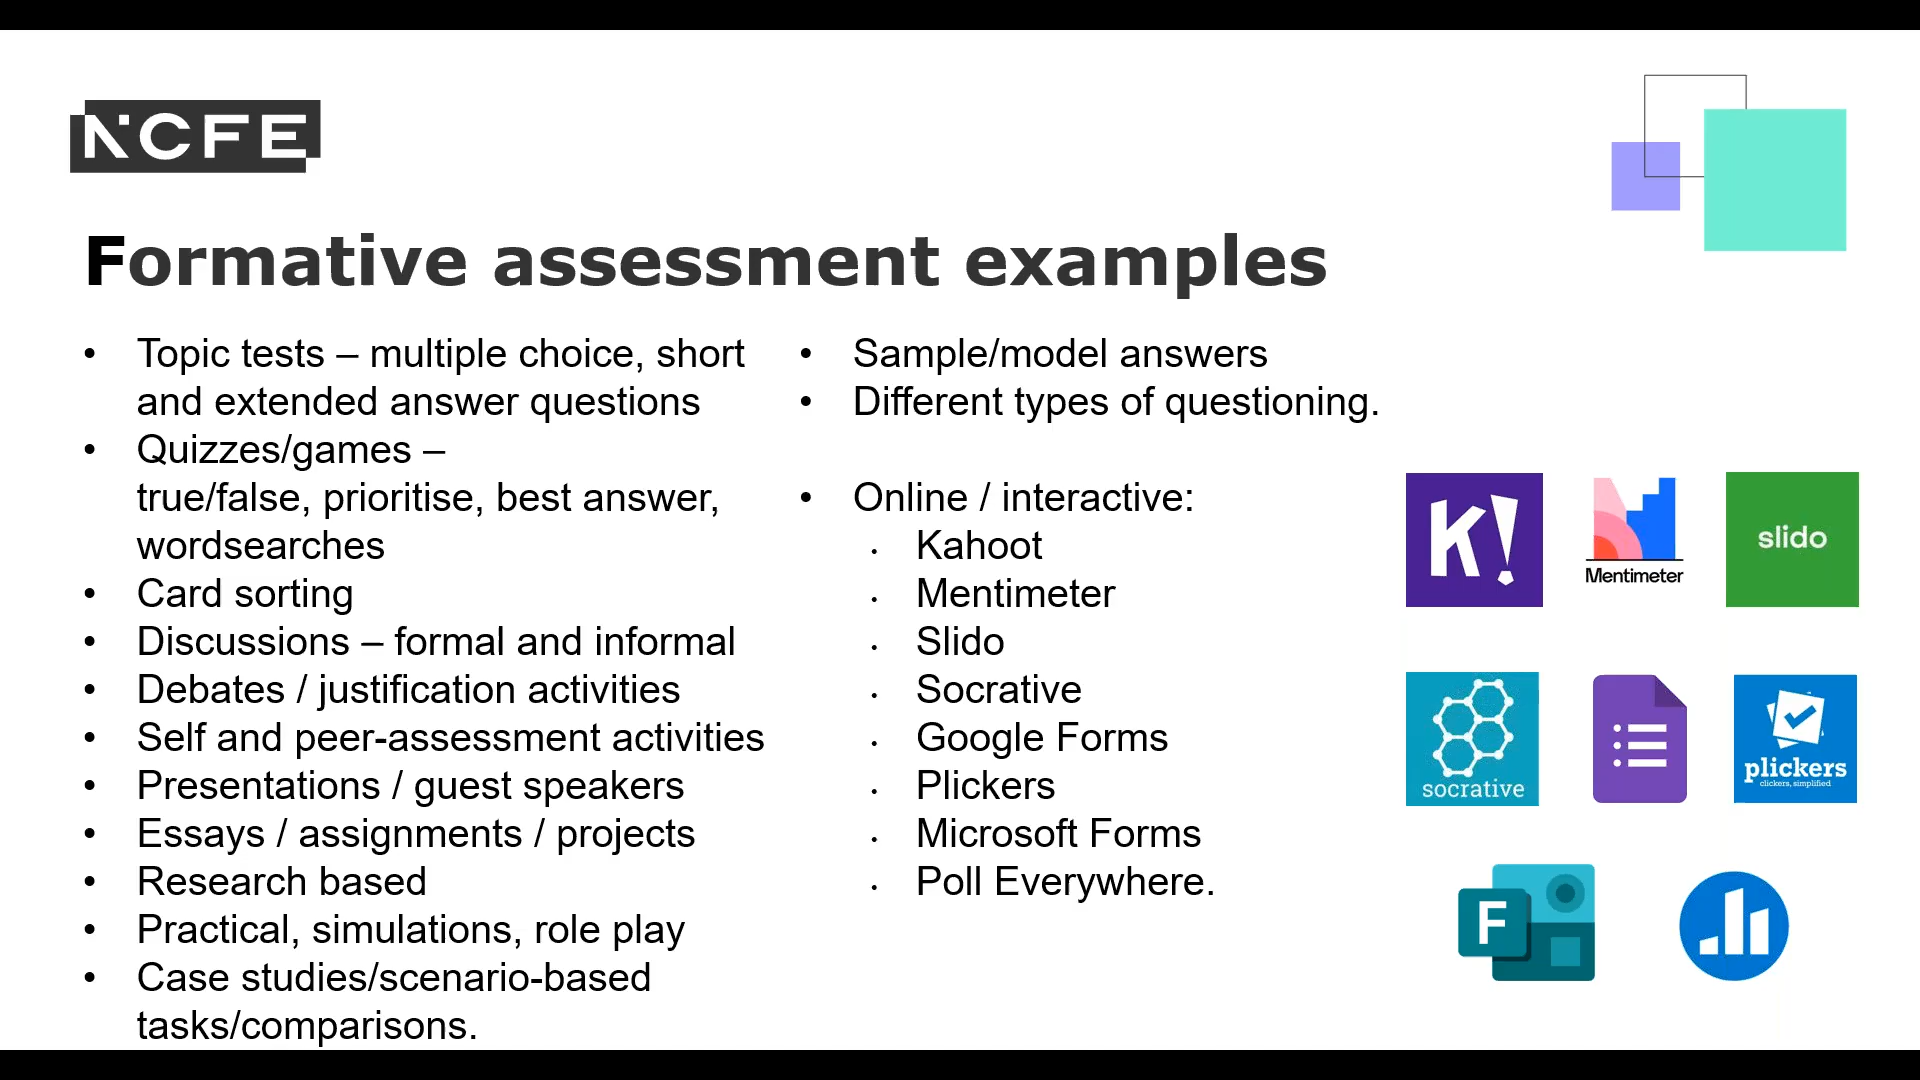 NCFE
Formative assessment examples
• Topic tests – multiple choice, short
and extended answer questions
• Quizzes/games –
true/false, prioritise, best answer,
wordsearches
• Card sorting
• Discussions – formal and informal
• Debates / justification activities
• Self and peer-assessment activities
• Presentations / guest speakers
• Essays / assignments / projects
• Research based
• Practical, simulations, role play
• Case studies/scenario-based
tasks/comparisons.
• Sample/model answers
• Different types of questioning.
• Online / interactive:
• Kahoot
• Mentimeter
• Slido
• Socrative
• Google Forms
• Plickers
• Microsoft Forms
• Poll Everywhere.
K!
Mentimeter
slido
socrative
plickers
clickers, simplified
F